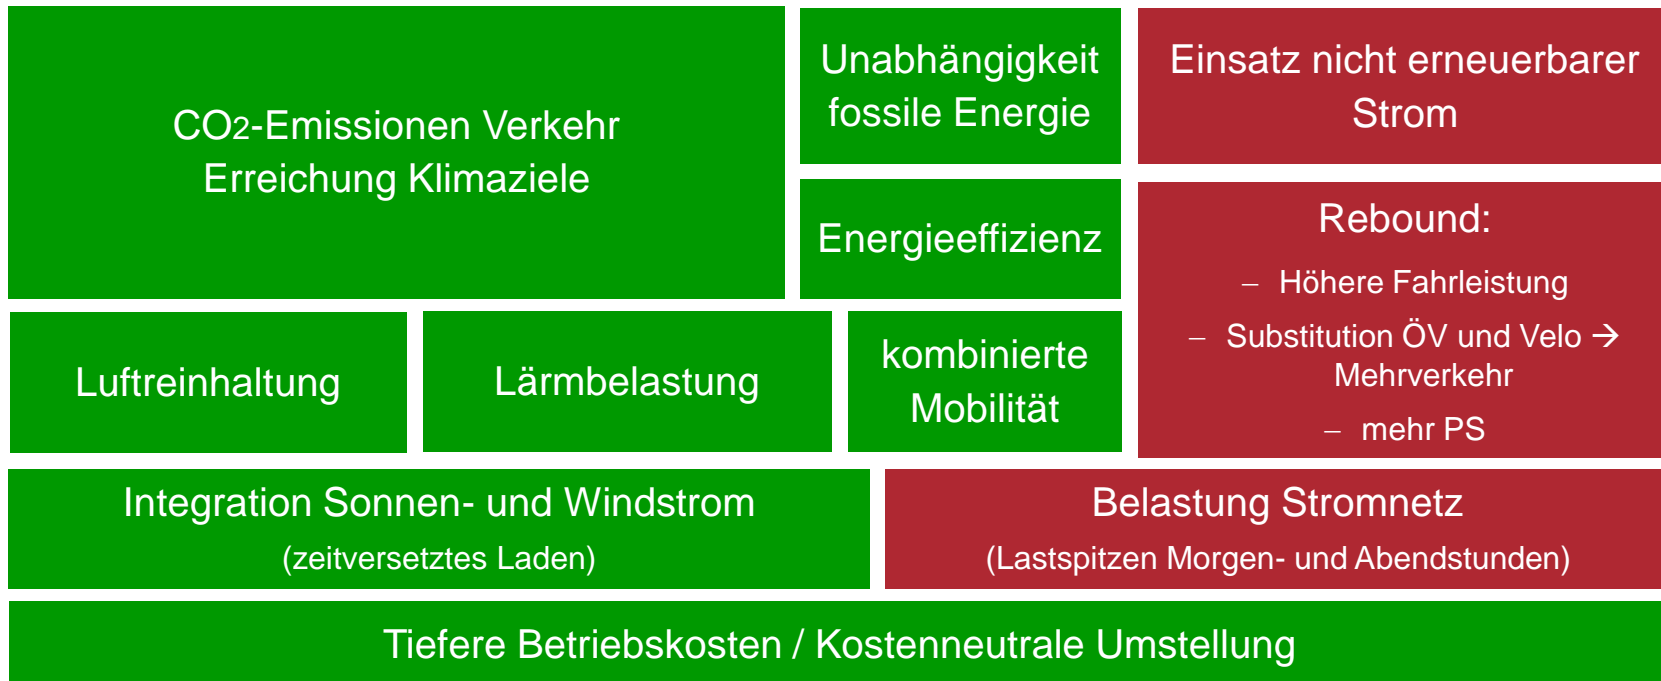 CO2-Emissionen Verkehr
Erreichung Klimaziele
Unabhängigkeit
fossile Energie
Einsatz nicht erneuerbarer
Strom
Energieeffizienz
Rebound:
– Höhere Fahrleistung
– Substitution ÖV und Velo →
Mehrverkehr
– mehr PS
Luftreinhaltung
Lärmbelastung
kombinierte
Mobilität
Integration Sonnen- und Windstrom
(zeitversetztes Laden)
Belastung Stromnetz
(Lastspitzen Morgen- und Abendstunden)
Tiefere Betriebskosten / Kostenneutrale Umstellung